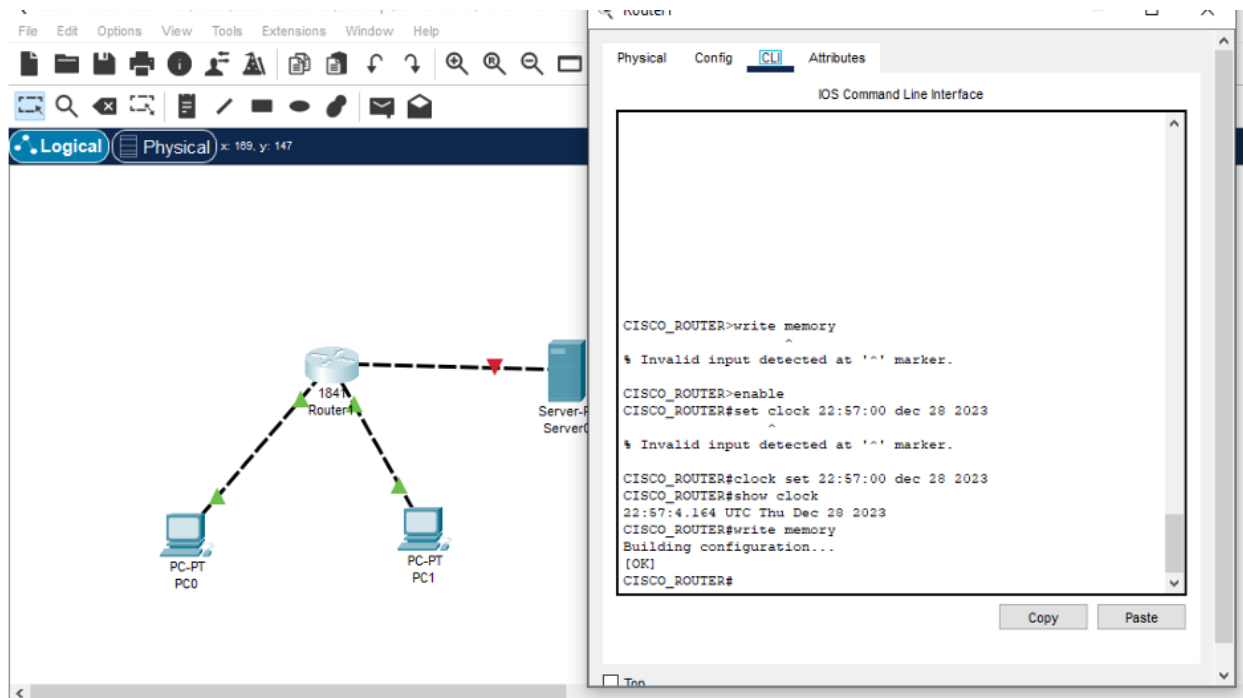 Router1
File Edit Options View Tools Extensions Window Help
Logical Physical x: 169, y: 147
1841
Router1
Server-P
Server0
PC-PT
PC0
PC-PT
PC1
Physical Config CLI Attributes
IOS Command Line Interface
CISCO_ROUTER>write memory
^
% Invalid input detected at '^' marker.
CISCO_ROUTER>enable
CISCO_ROUTER#set clock 22:57:00 dec 28 2023
^
% Invalid input detected at '^' marker.
CISCO_ROUTER#clock set 22:57:00 dec 28 2023
CISCO_ROUTER#show clock
22:57:4.164 UTC Thu Dec 28 2023
CISCO_ROUTER#write memory
Building configuration...
[OK]
CISCO_ROUTER#
Copy Paste
Top